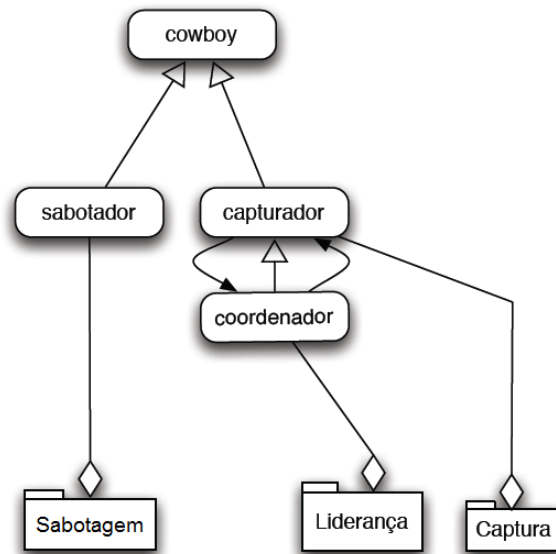 cowboy
sabotador
capturador
coordenador
Sabotagem
Liderança
Captura